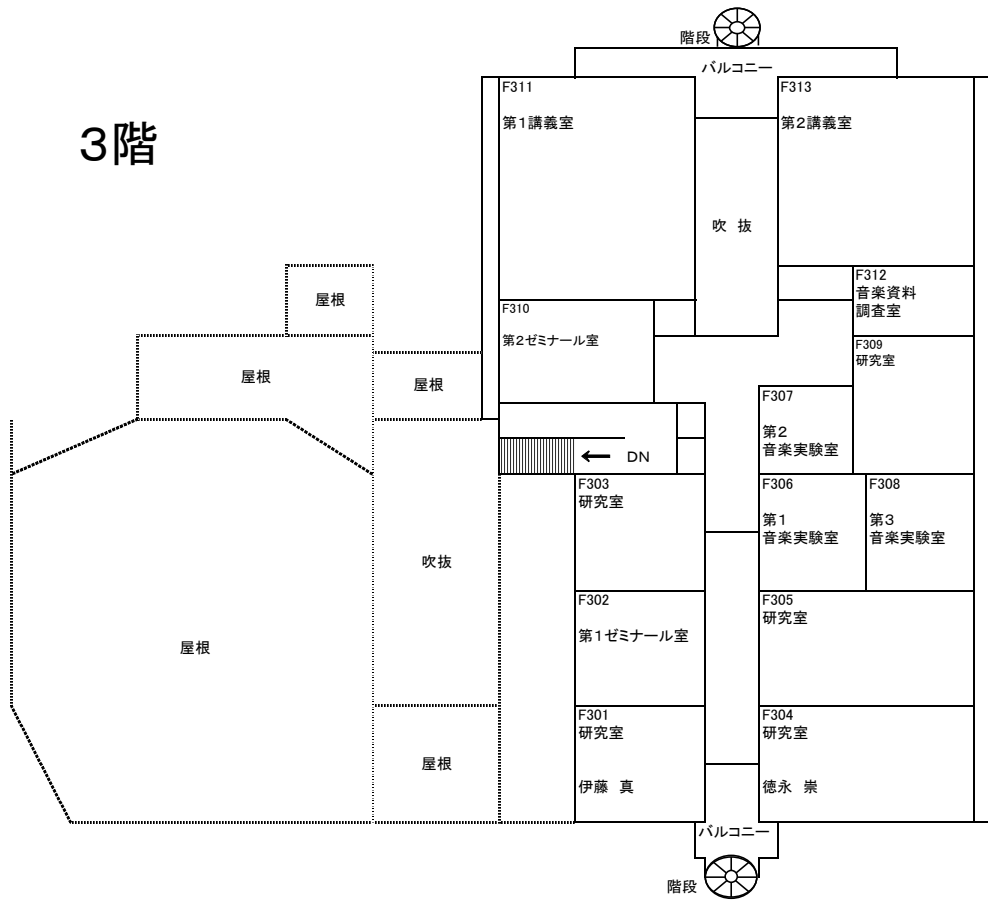 階段
バルコニー
3階
F311
第1講義室
F313
第2講義室
吹 抜
F312
音楽資料
調査室
屋根
F310
第2ゼミナール室
F309
研究室
屋根
屋根
F307
第2
音楽実験室
DN
F303
研究室
F306
第1
音楽実験室
F308
第3
音楽実験室
吹抜
F302
第1ゼミナール室
F305
研究室
屋根
F301
研究室
伊藤 真
F304
研究室
徳永 崇
屋根
バルコニー
階段